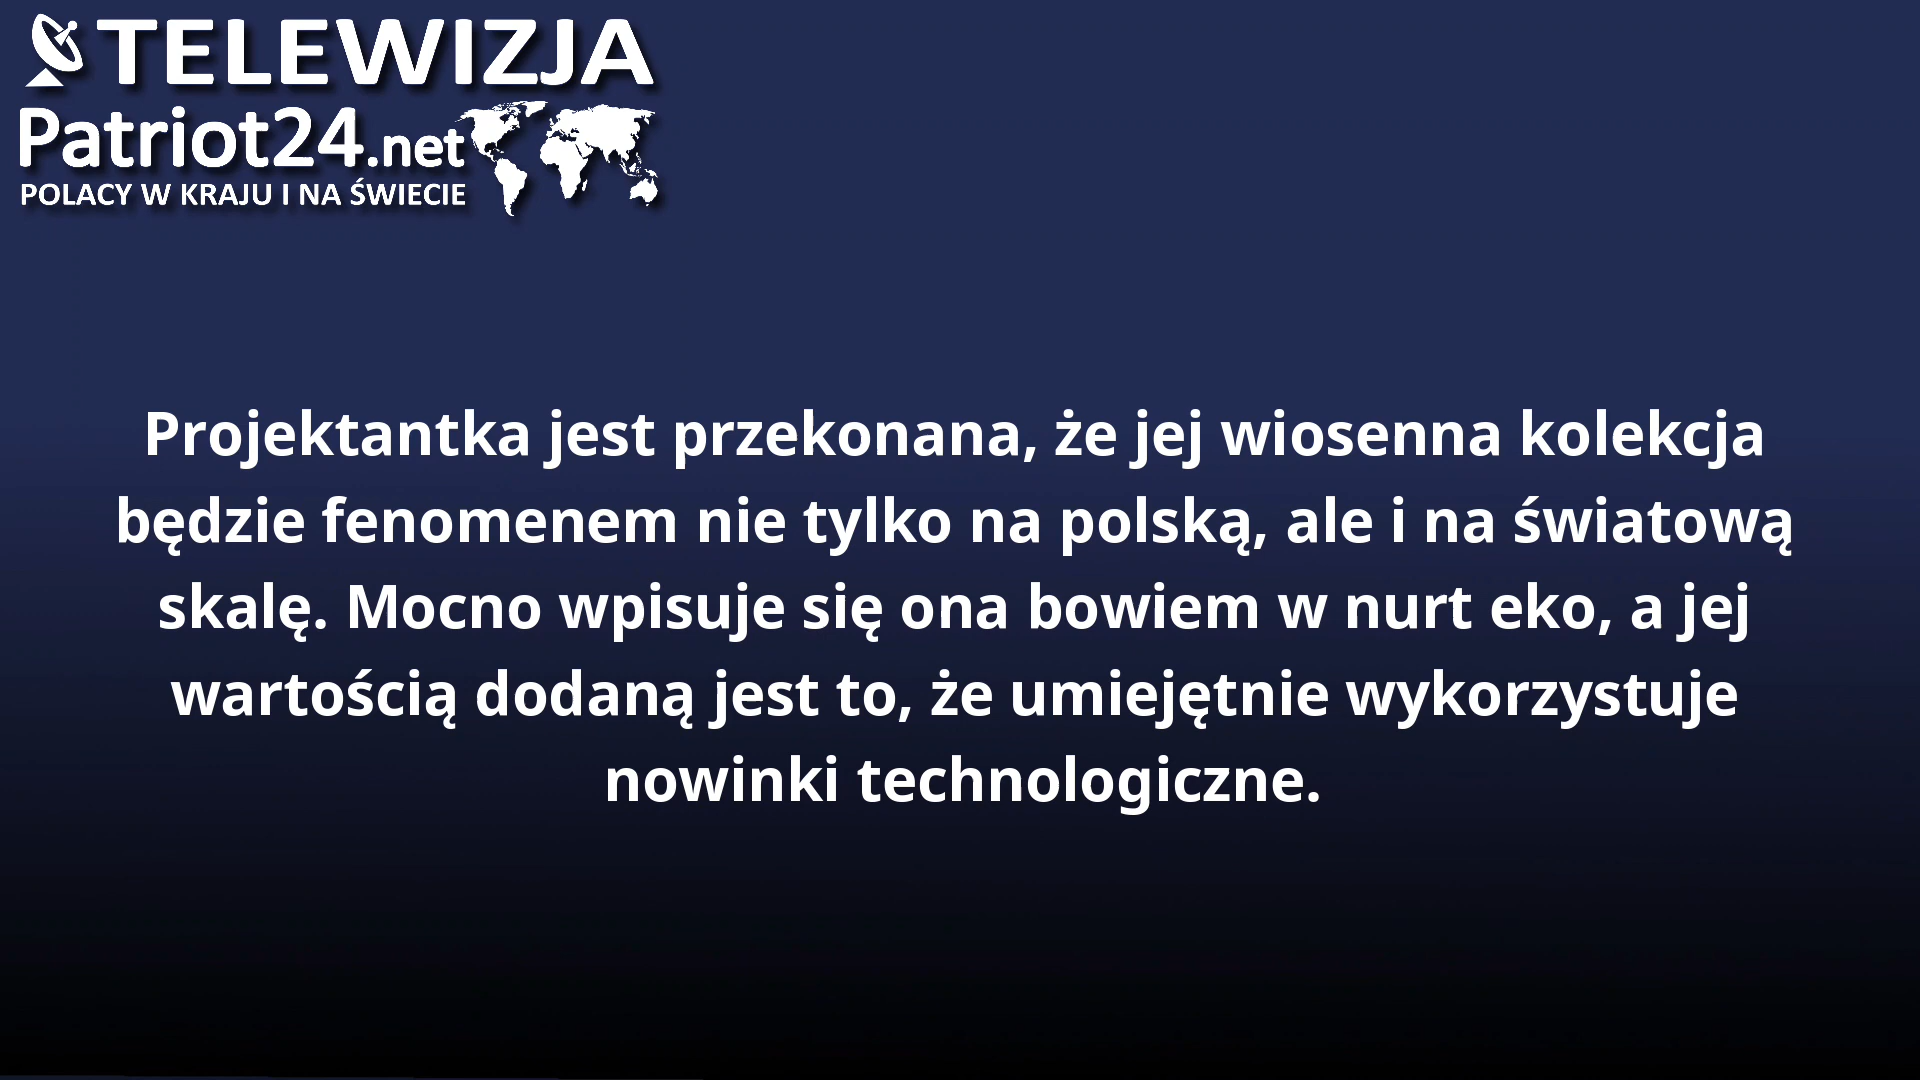 TELEWIZJA
Patriot24.net
POLACY W KRAJU I NA ŚWIECIE
Projektantka jest przekonana, że jej wiosenna kolekcja
będzie fenomenem nie tylko na polską, ale i na światową
skalę. Mocno wpisuje się ona bowiem w nurt eko, a jej
wartością dodaną jest to, że umiejętnie wykorzystuje
nowinki technologiczne.